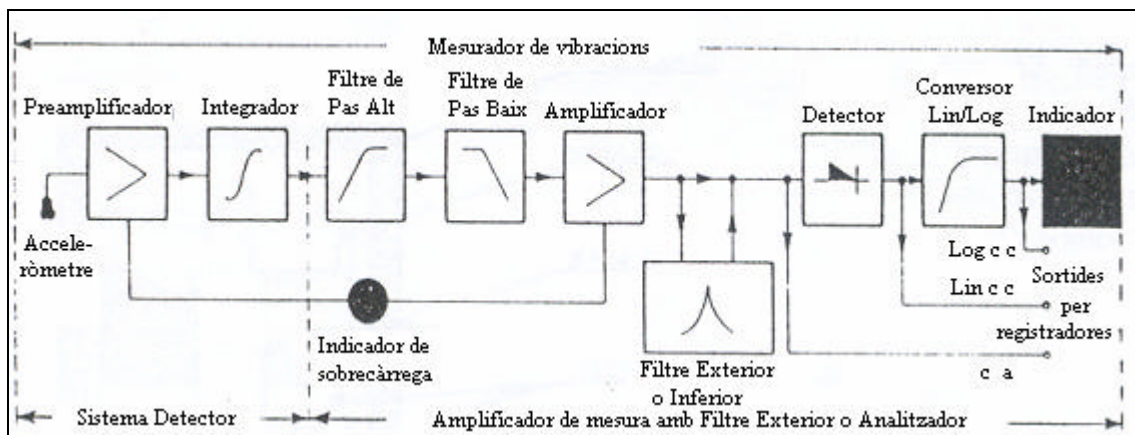 Mesurador de vibracions
Preamplificador
Integrador
Filtre de
Pas Alt
Filtre de
Pas Baix
Amplificador
Detector
Conversor
Lin/Log
Indicador
Accele-
ròmetre
Indicador de
sobrecàrrega
Filtre Exterior
o Inferior
Log c c
Lin c c
c a
Sortides
per
registradores
Sistema Detector
Amplificador de mesura amb Filtre Exterior o Analitzador